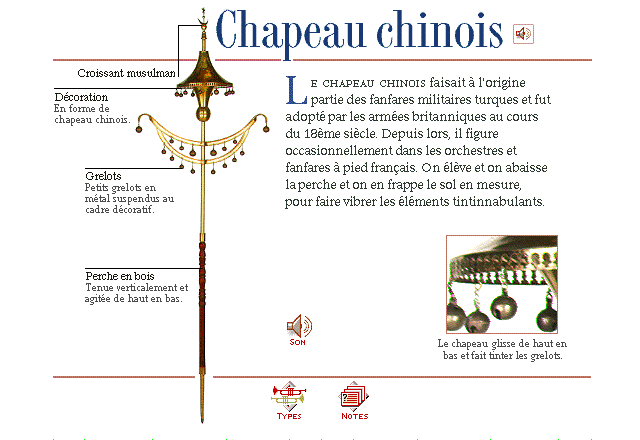 Chapeau chinois
Croissant musulman
Décoration
En forme de
chapeau chinois.
LE CHAPEAU CHINOIS faisait à l'origine
partie des fanfares militaires turques et fut
adopté par les armées britanniques au cours
du 18ème siècle. Depuis lors, il figure
occasionnellement dans les orchestres et
fanfares à pied français. On élève et on abaisse
la perche et on en frappe le sol en mesure,
pour faire vibrer les éléments tintinnabulants.
Grelots
Petits grelots en
métal suspendus au
cadre décoratif.
Perche en bois
Tenue verticalement et
agitée de haut en bas.
SON
Le chapeau glisse de haut en
bas et fait tinter les grelots.
TYPES
NOTES